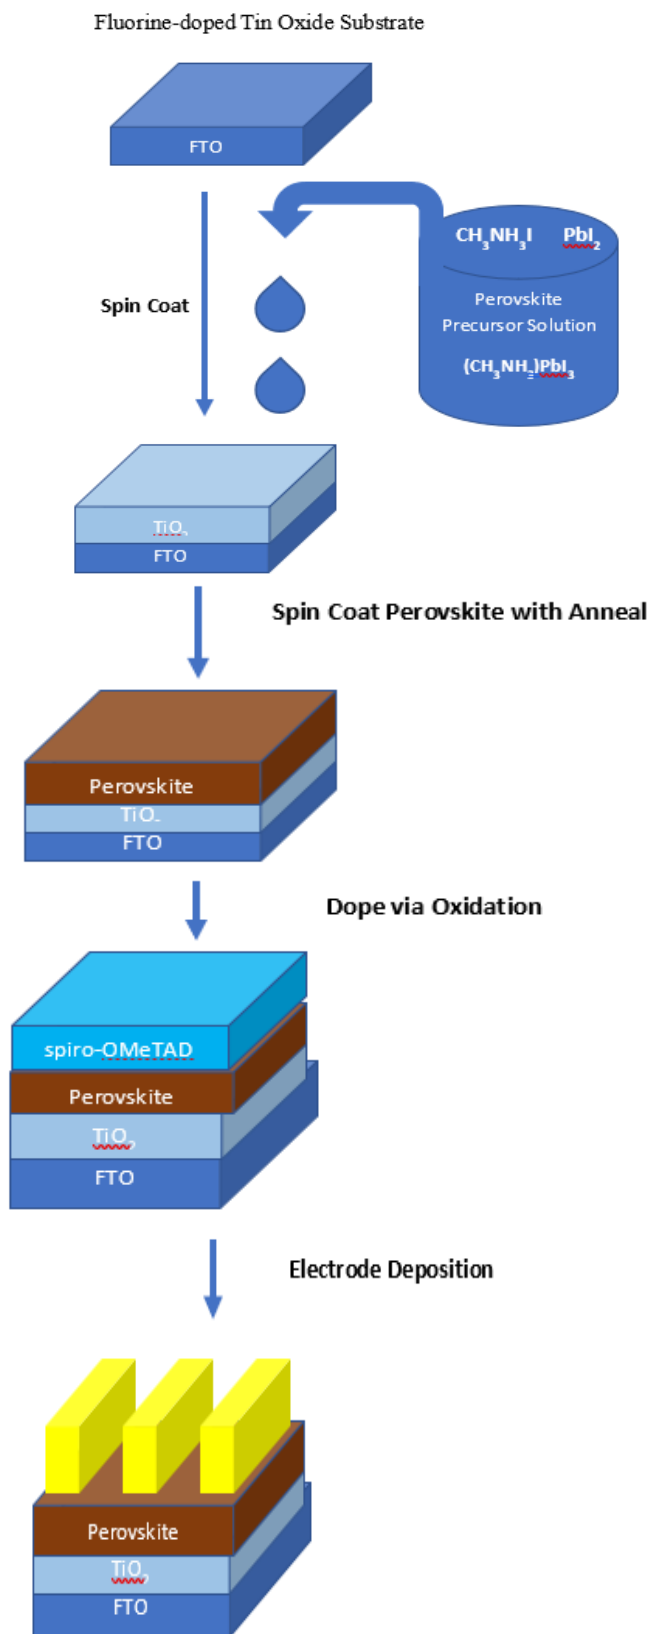 Fluorine-doped Tin Oxide Substrate
FTO
CH₃NH₃I PbI₂
Perovskite
Precursor Solution
(CH₃NH₃)PbI₃
Spin Coat
TiO₂
FTO
Spin Coat Perovskite with Anneal
Perovskite
TiO₂
FTO
Dope via Oxidation
spiro-OMeTAD
Perovskite
TiO₂
FTO
Electrode Deposition
Perovskite
TiO₂
FTO